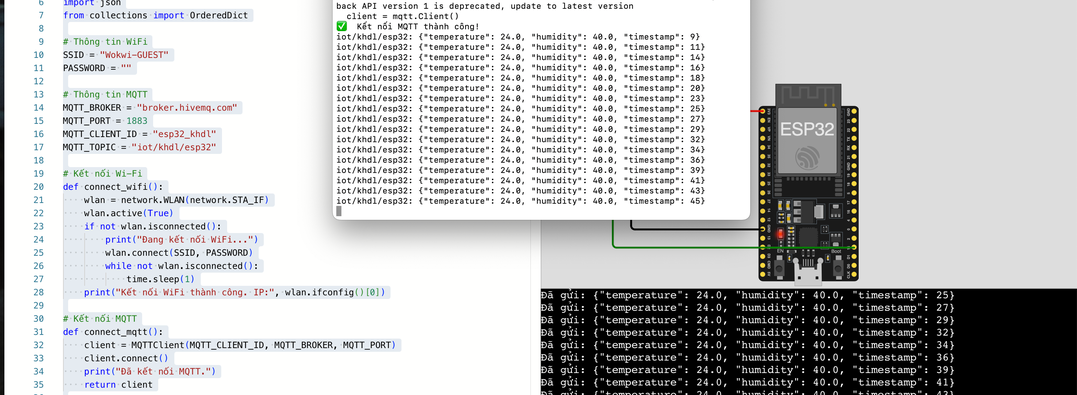 6 import json
7 from collections import OrderedDict
8
9 # Thông tin WiFi
10 SSID = "Wokwi-GUEST"
11 PASSWORD = ""
12
13 # Thông tin MQTT
14 MQTT_BROKER = "broker.hivemq.com"
15 MQTT_PORT = 1883
16 MQTT_CLIENT_ID = "esp32_khdl"
17 MQTT_TOPIC = "iot/khdl/esp32"
18
19 # Kết nối Wi-Fi
20 def connect_wifi():
21 wlan = network.WLAN(network.STA_IF)
22 wlan.active(True)
23 if not wlan.isconnected():
24 print("Đang kết nối WiFi...")
25 wlan.connect(SSID, PASSWORD)
26 while not wlan.isconnected():
27 time.sleep(1)
28 print("Kết nối WiFi thành công. IP:", wlan.ifconfig()[0])
29
30 # Kết nối MQTT
31 def connect_mqtt():
32 client = MQTTClient(MQTT_CLIENT_ID, MQTT_BROKER, MQTT_PORT)
33 client.connect()
34 print("Đã kết nối MQTT.")
35 return client
back API version 1 is deprecated, update to latest version
client = mqtt.Client()
✅ Kết nối MQTT thành công!
iot/khdl/esp32: {"temperature": 24.0, "humidity": 40.0, "timestamp": 9}
iot/khdl/esp32: {"temperature": 24.0, "humidity": 40.0, "timestamp": 11}
iot/khdl/esp32: {"temperature": 24.0, "humidity": 40.0, "timestamp": 14}
iot/khdl/esp32: {"temperature": 24.0, "humidity": 40.0, "timestamp": 16}
iot/khdl/esp32: {"temperature": 24.0, "humidity": 40.0, "timestamp": 18}
iot/khdl/esp32: {"temperature": 24.0, "humidity": 40.0, "timestamp": 20}
iot/khdl/esp32: {"temperature": 24.0, "humidity": 40.0, "timestamp": 23}
iot/khdl/esp32: {"temperature": 24.0, "humidity": 40.0, "timestamp": 25}
iot/khdl/esp32: {"temperature": 24.0, "humidity": 40.0, "timestamp": 27}
iot/khdl/esp32: {"temperature": 24.0, "humidity": 40.0, "timestamp": 29}
iot/khdl/esp32: {"temperature": 24.0, "humidity": 40.0, "timestamp": 32}
iot/khdl/esp32: {"temperature": 24.0, "humidity": 40.0, "timestamp": 34}
iot/khdl/esp32: {"temperature": 24.0, "humidity": 40.0, "timestamp": 36}
iot/khdl/esp32: {"temperature": 24.0, "humidity": 40.0, "timestamp": 39}
iot/khdl/esp32: {"temperature": 24.0, "humidity": 40.0, "timestamp": 41}
iot/khdl/esp32: {"temperature": 24.0, "humidity": 40.0, "timestamp": 43}
iot/khdl/esp32: {"temperature": 24.0, "humidity": 40.0, "timestamp": 45}
ESP32
EN
Boot
Đã gửi: {"temperature": 24.0, "humidity": 40.0, "timestamp": 25}
Đã gửi: {"temperature": 24.0, "humidity": 40.0, "timestamp": 27}
Đã gửi: {"temperature": 24.0, "humidity": 40.0, "timestamp": 29}
Đã gửi: {"temperature": 24.0, "humidity": 40.0, "timestamp": 32}
Đã gửi: {"temperature": 24.0, "humidity": 40.0, "timestamp": 34}
Đã gửi: {"temperature": 24.0, "humidity": 40.0, "timestamp": 36}
Đã gửi: {"temperature": 24.0, "humidity": 40.0, "timestamp": 39}
Đã gửi: {"temperature": 24.0, "humidity": 40.0, "timestamp": 41}
Đã gửi: {"temperature": 24.0, "humidity": 40.0, "timestamp": 43}